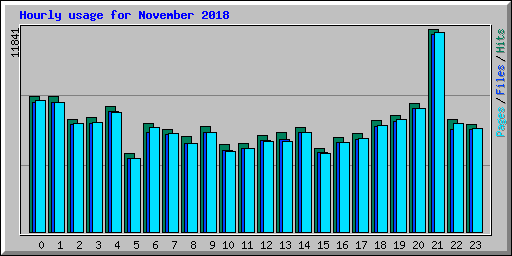 Hourly usage for November 2018
11841
Pages/Files/Hits
0 1 2 3 4 5 6 7 8 9 10 11 12 13 14 15 16 17 18 19 20 21 22 23